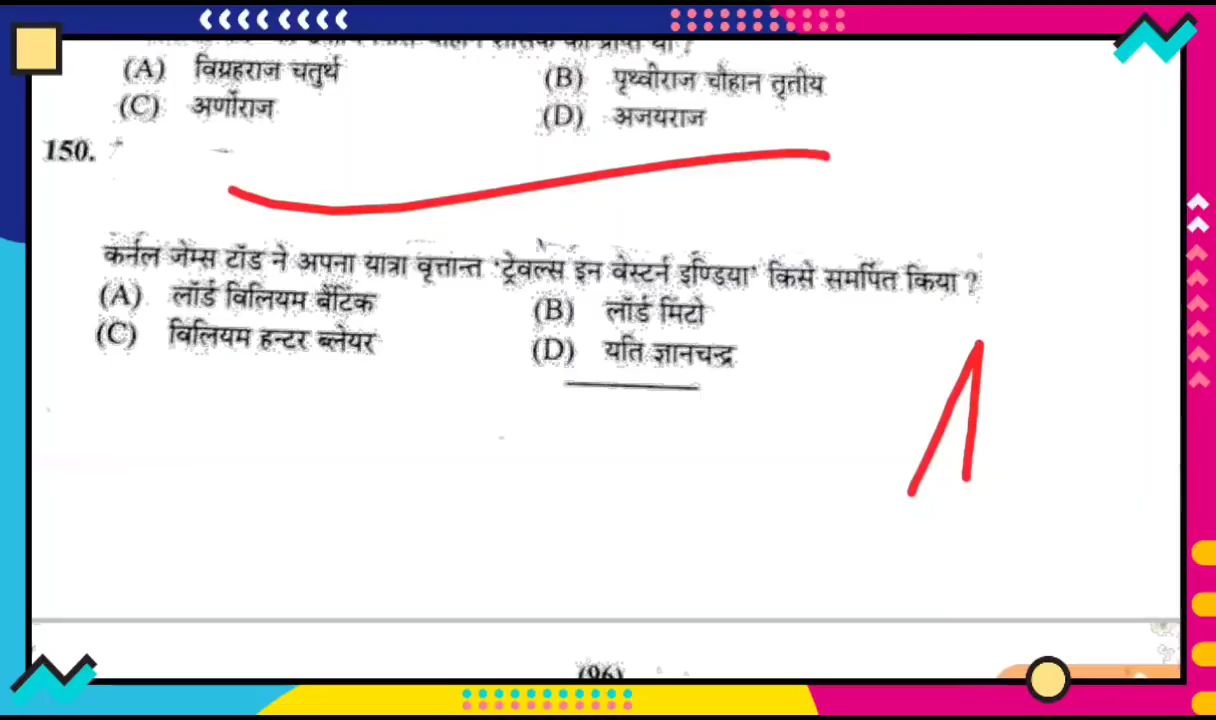 (A) विग्रहराज चतुर्थ (B) पृथ्वीराज चौहान तृतीय
(C) अर्णोराज (D) अजयराज
150.
कर्नल जेम्स टॉड ने अपना यात्रा वृत्तान्त 'ट्रेवल्स इन वेस्टर्न इण्डिया' किसे समर्पित किया ?
(A) लॉर्ड विलियम बैंटिक (B) लॉर्ड मिंटो
(C) विलियम हन्टर ब्लेयर (D) यति ज्ञानचन्द्र
(96)